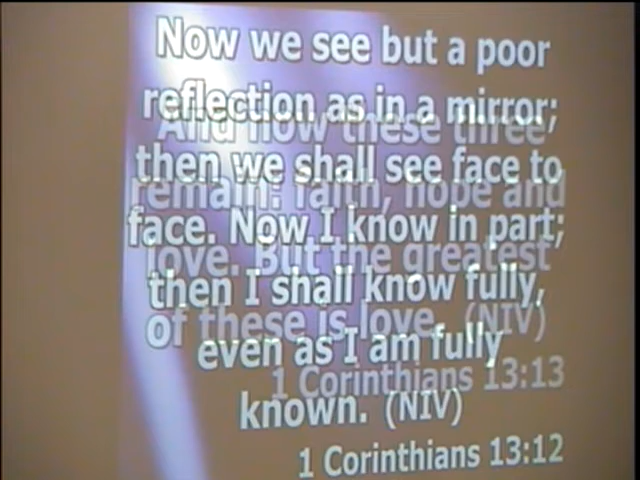 Now we see but a poor
reflection as in a mirror;
then we shall see face to
face. Now I know in part;
then I shall know fully,
even as I am fully
known. (NIV)
1 Corinthians 13:12
And now these three
remain: faith, hope and
love. But the greatest
of these is love. (NIV)
1 Corinthians 13:13